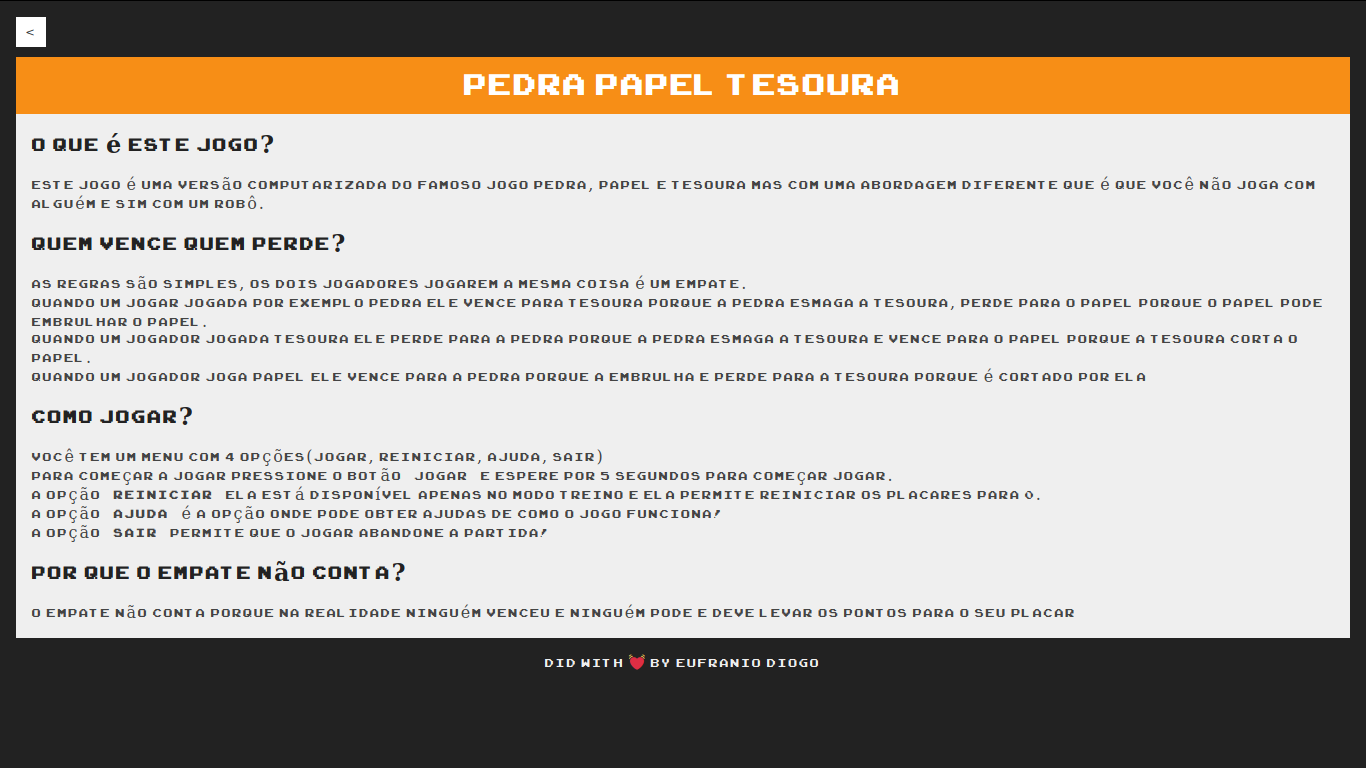 <
PEDRA PAPEL TESOURA
O QUE é ESTE JOGO?
ESTE JOGO é UMA VERSãO COMPUTARIZADA DO FAMOSO JOGO PEDRA, PAPEL E TESOURA MAS COM UMA ABORDAGEM DIFERENTE QUE é QUE VOCê NãO JOGA COM
ALGUéM E SIM COM UM ROBô.
QUEM VENCE QUEM PERDE?
AS REGRAS SãO SIMPLES, OS DOIS JOGADORES JOGAREM A MESMA COISA é UM EMPATE.
QUANDO UM JOGAR JOGADA POR EXEMPLO PEDRA ELE VENCE PARA TESOURA PORQUE A PEDRA ESMAGA A TESOURA, PERDE PARA O PAPEL PORQUE O PAPEL PODE
EMBRULHAR O PAPEL.
QUANDO UM JOGADOR JOGADA TESOURA ELE PERDE PARA A PEDRA PORQUE A PEDRA ESMAGA A TESOURA E VENCE PARA O PAPEL PORQUE A TESOURA CORTA O
PAPEL.
QUANDO UM JOGADOR JOGA PAPEL ELE VENCE PARA A PEDRA PORQUE A EMBRULHA E PERDE PARA A TESOURA PORQUE é CORTADO POR ELA
COMO JOGAR?
VOCê TEM UM MENU COM 4 OPçõES(JOGAR, REINICIAR, AJUDA, SAIR)
PARA COMEçAR A JOGAR PRESSIONE O BOTãO JOGAR E ESPERE POR 5 SEGUNDOS PARA COMEçAR JOGAR.
A OPçãO REINICIAR ELA ESTá DISPONíVEL APENAS NO MODO TREINO E ELA PERMITE REINICIAR OS PLACARES PARA 0.
A OPçãO AJUDA é A OPçãO ONDE PODE OBTER AJUDAS DE COMO O JOGO FUNCIONA!
A OPçãO SAIR PERMITE QUE O JOGAR ABANDONE A PARTIDA!
POR QUE O EMPATE NãO CONTA?
O EMPATE NãO CONTA PORQUE NA REALIDADE NINGUéM VENCEU E NINGUéM PODE E DEVE LEVAR OS PONTOS PARA O SEU PLACAR
DID WITH 💓 BY EUFRANIO DIOGO